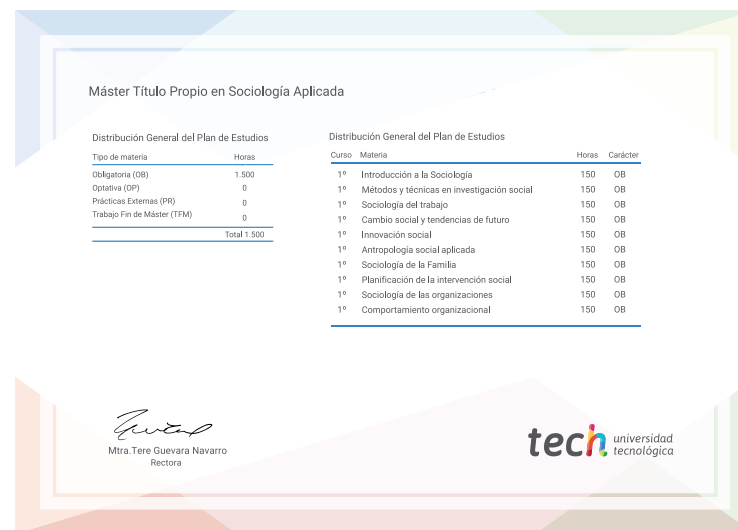 Máster Título Propio en Sociología Aplicada
Distribución General del Plan de Estudios
Tipo de materia Horas
Obligatoria (OB) 1.500
Optativa (OP) 0
Prácticas Externas (PR) 0
Trabajo Fin de Máster (TFM) 0
Total 1.500
Distribución General del Plan de Estudios
Curso Materia Horas Carácter
1º Introducción a la Sociología 150 OB
1º Métodos y técnicas en investigación social 150 OB
1º Sociología del trabajo 150 OB
1º Cambio social y tendencias de futuro 150 OB
1º Innovación social 150 OB
1º Antropología social aplicada 150 OB
1º Sociología de la Familia 150 OB
1º Planificación de la intervención social 150 OB
1º Sociología de las organizaciones 150 OB
1º Comportamiento organizacional 150 OB
Mtra.Tere Guevara Navarro
Rectora
tech universidad
tecnológica